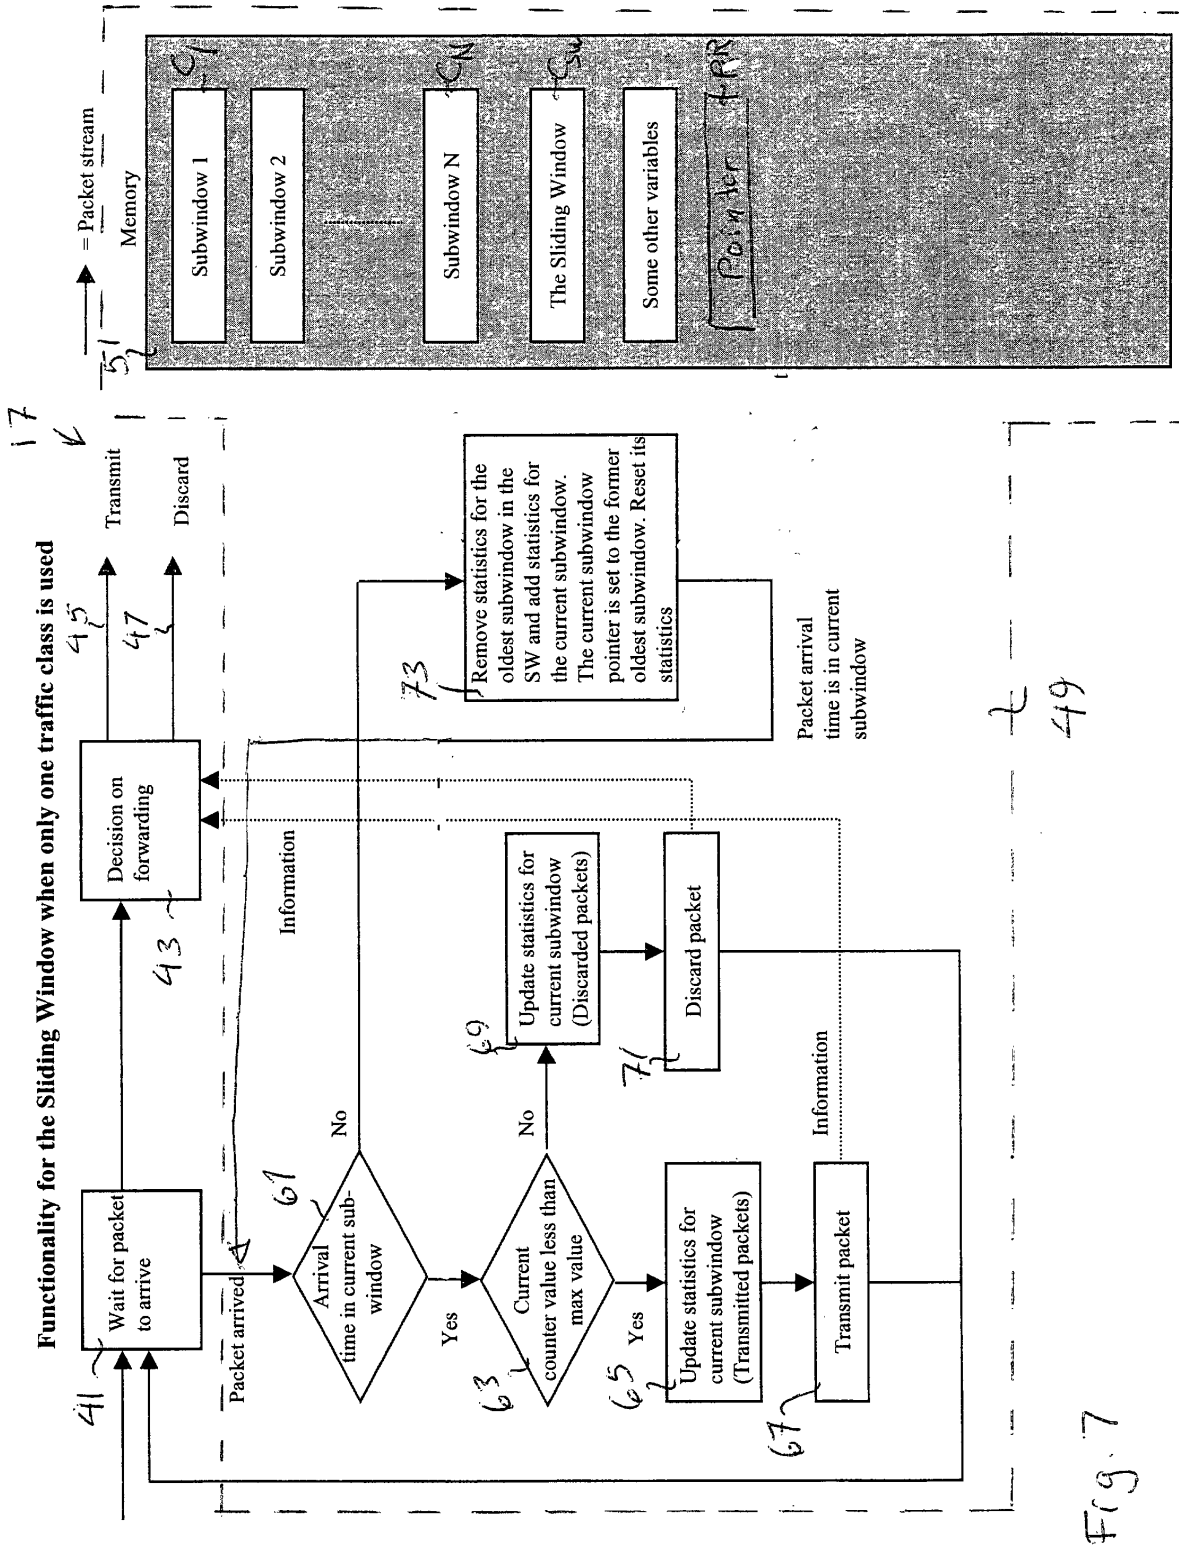 Functionality for the Sliding Window when only one traffic class is used
= Packet stream
17
41
Wait for packet
to arrive
43
Decision on
forwarding
45
Transmit
47
Discard
Packet arrived
Information
61
Arrival
time in current sub-
window
No
Yes
63
Current
counter value less than
max value
No
Yes
65
Update statistics for
current subwindow
(Transmitted packets)
67
Transmit packet
Information
69
Update statistics for
current subwindow
(Discarded packets)
71
Discard packet
73
Remove statistics for the
oldest subwindow in the
SW and add statistics for
the current subwindow.
The current subwindow
pointer is set to the former
oldest subwindow. Reset its
statistics
Packet arrival
time is in current
subwindow
49
51
Memory
Subwindow 1
C1
Subwindow 2
Subwindow N
CN
The Sliding Window
CSW
Some other variables
Pointer
PR
t
Fig. 7